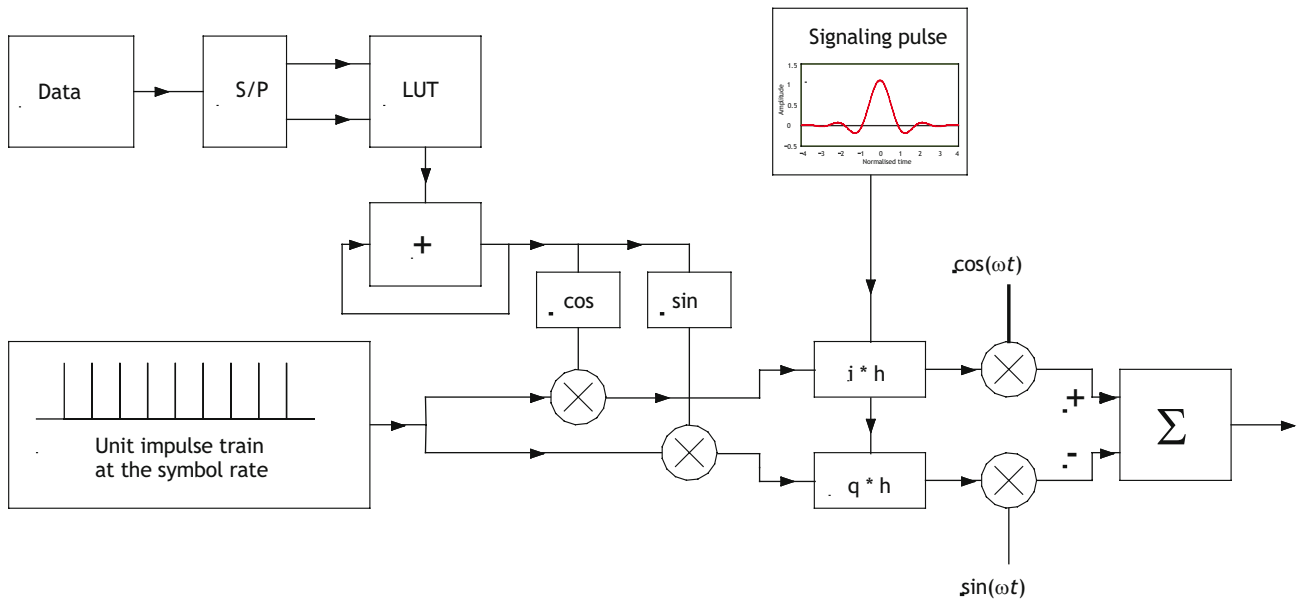 Signaling pulse
1.5
1
0.5
0
-0.5
Amplitude
-4 -3 -2 -1 0 1 2 3 4
Normalised time
Data
S/P
LUT
+
cos
sin
cos(ωt)
Unit impulse train
at the symbol rate
i * h
q * h
+
-
Σ
sin(ωt)